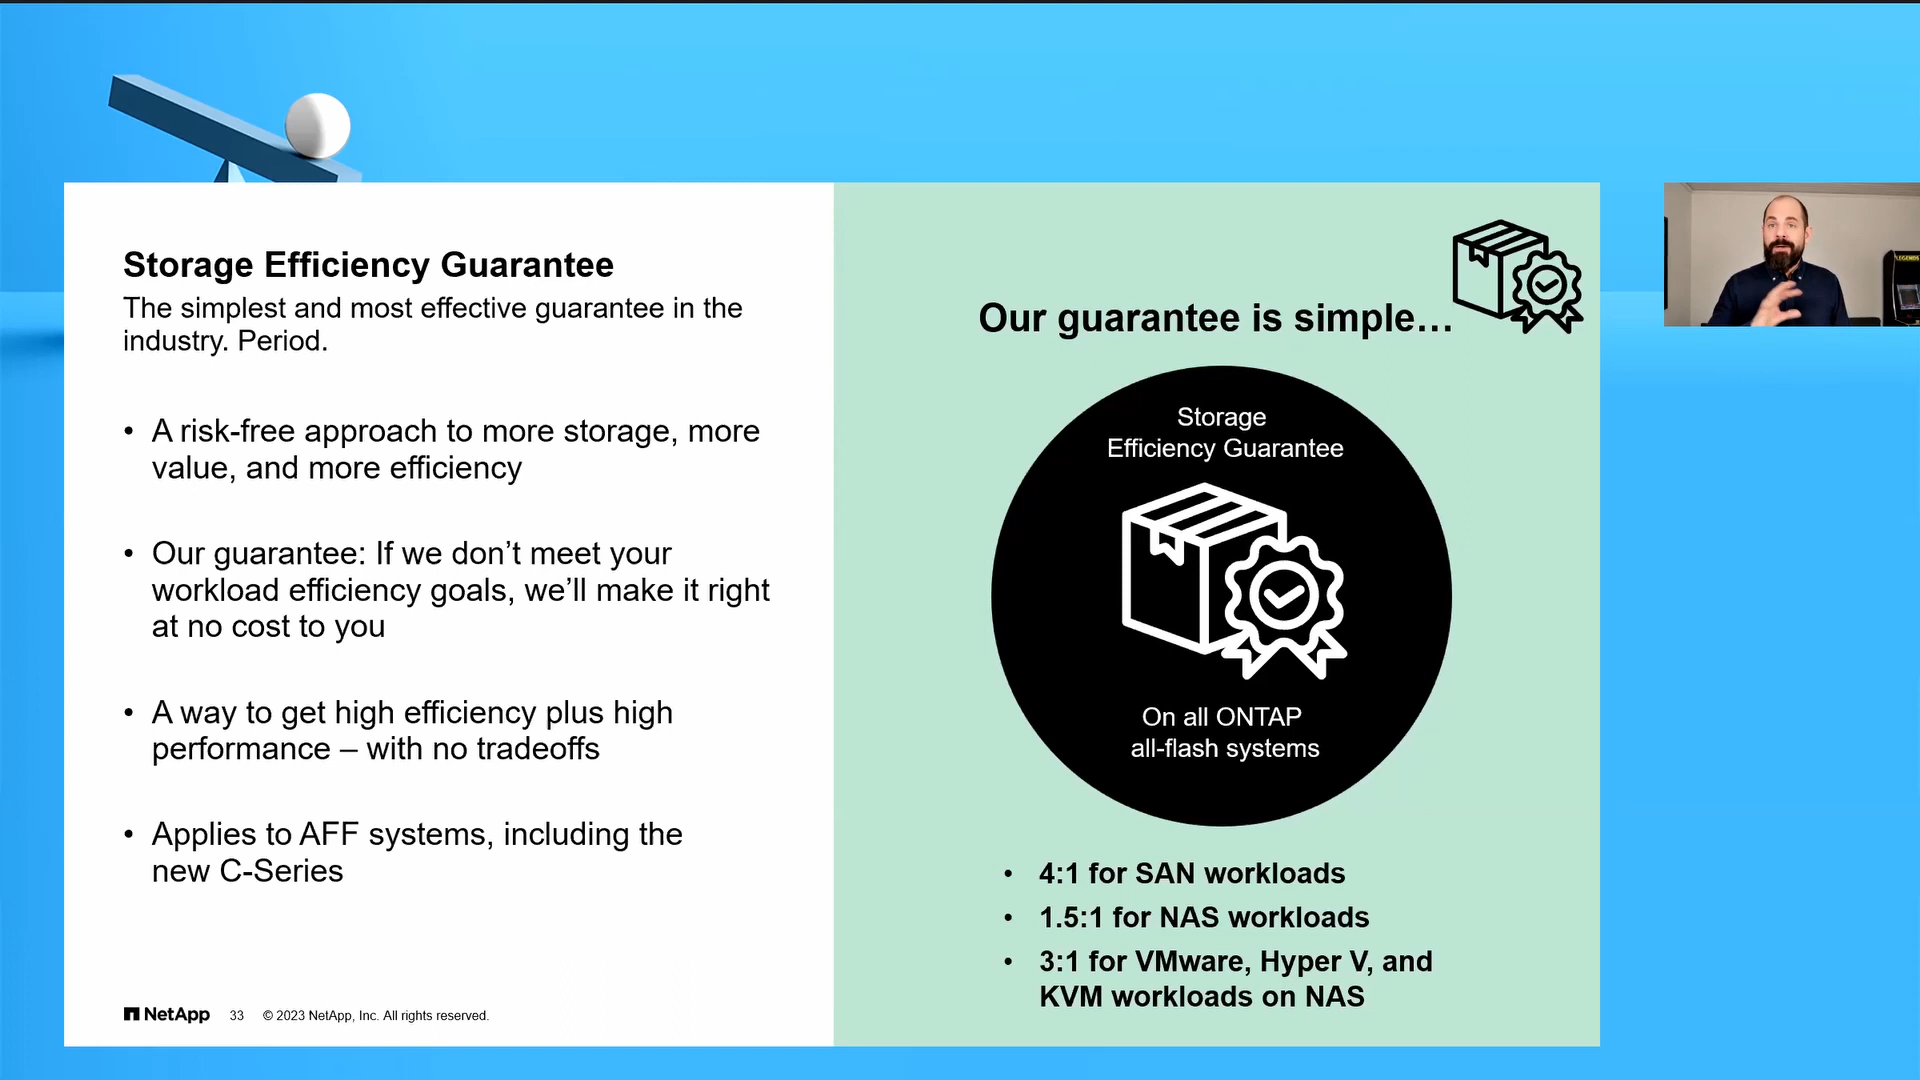 Storage Efficiency Guarantee
The simplest and most effective guarantee in the
industry. Period.
• A risk-free approach to more storage, more
value, and more efficiency
• Our guarantee: If we don’t meet your
workload efficiency goals, we’ll make it right
at no cost to you
• A way to get high efficiency plus high
performance – with no tradeoffs
• Applies to AFF systems, including the
new C-Series
NetApp 33 © 2023 NetApp, Inc. All rights reserved.
Our guarantee is simple…
Storage
Efficiency Guarantee
On all ONTAP
all-flash systems
• 4:1 for SAN workloads
• 1.5:1 for NAS workloads
• 3:1 for VMware, Hyper V, and
KVM workloads on NAS
LEGENDS